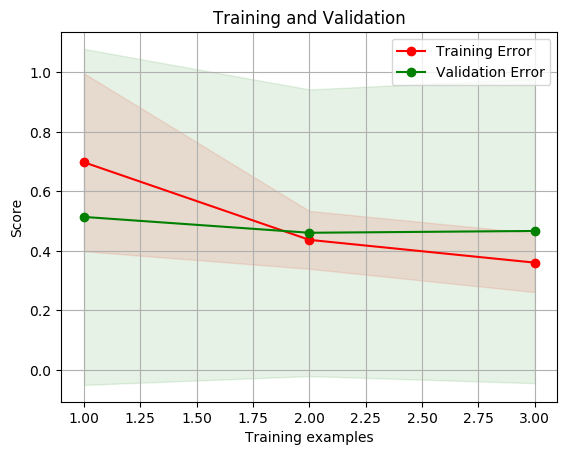 Training and Validation
Training Error
Validation Error
Score
1.0
0.8
0.6
0.4
0.2
0.0
1.00 1.25 1.50 1.75 2.00 2.25 2.50 2.75 3.00
Training examples